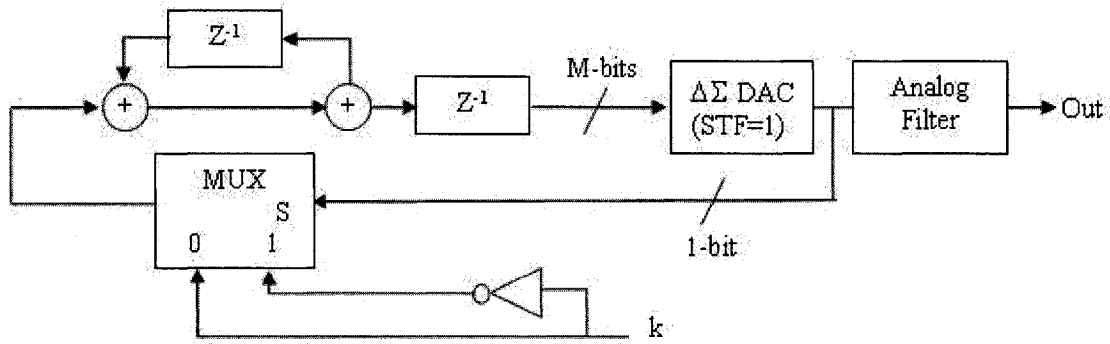 Z⁻¹
+
+
Z⁻¹
M-bits
ΔΣ DAC
(STF=1)
Analog
Filter
Out
MUX
S
0 1
1-bit
k